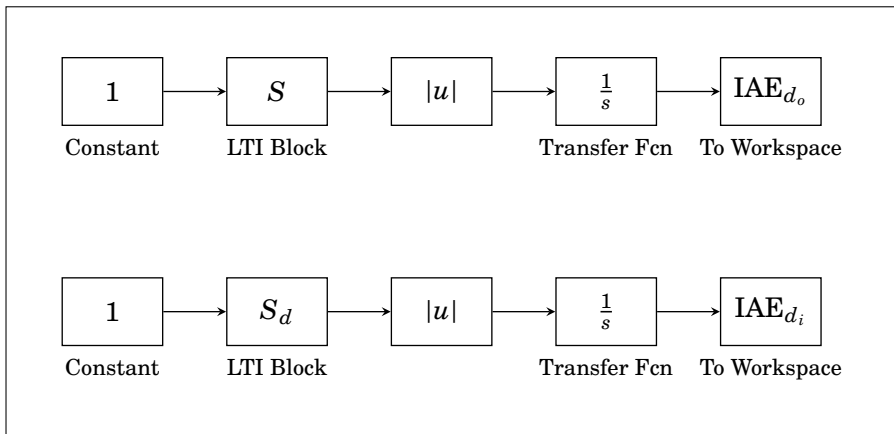 1 S |u| 1/s IAE_{d_o}
Constant LTI Block Transfer Fcn To Workspace
1 S_d |u| 1/s IAE_{d_i}
Constant LTI Block Transfer Fcn To Workspace